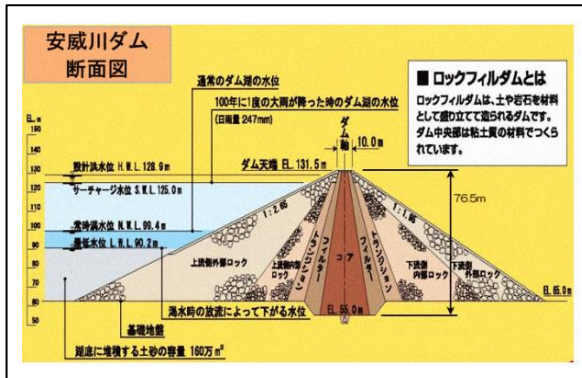 安威川ダム
断面図
通常のダム湖の水位
100年に1度の大雨が降った時のダム湖の水位
(日雨量 247mm)
■ ロックフィルダムとは
ロックフィルダムは、土や岩石を材料
として盛り立てて造られるダムです。
ダム中央部は粘土質の材料でつくら
れています。
EL.m
150
140
130
120
110
100
90
80
70
60
50
ダム軸
10.0m
ダム天端 EL.131.5m
設計洪水位 H.W.L 128.9m
サーチャージ水位 S.W.L 125.0m
常時満水位 N.W.L 99.4m
最低水位 L.W.L 90.2m
76.5m
1:2.65
1:1.95
上流側外部ロック
上流側内部ロック
トランジション
フィルター
コア
フィルター
トランジション
下流側内部ロック
下流側外部ロック
EL.65.0m
EL.55.0m
渇水時の放流によって下がる水位
基礎地盤
湖底に堆積する土砂の容量 160万㎥